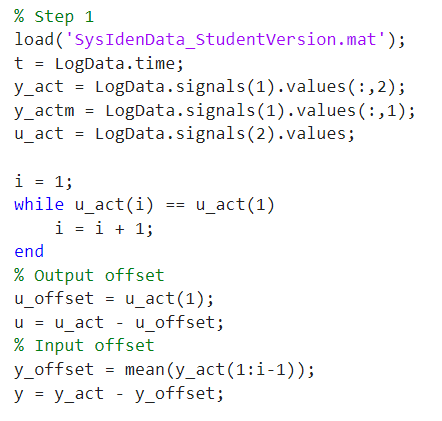 % Step 1
load('SysIdenData_StudentVersion.mat');
t = LogData.time;
y_act = LogData.signals(1).values(:,2);
y_actm = LogData.signals(1).values(:,1);
u_act = LogData.signals(2).values;
i = 1;
while u_act(i) == u_act(1)
    i = i + 1;
end
% Output offset
u_offset = u_act(1);
u = u_act - u_offset;
% Input offset
y_offset = mean(y_act(1:i-1));
y = y_act - y_offset;